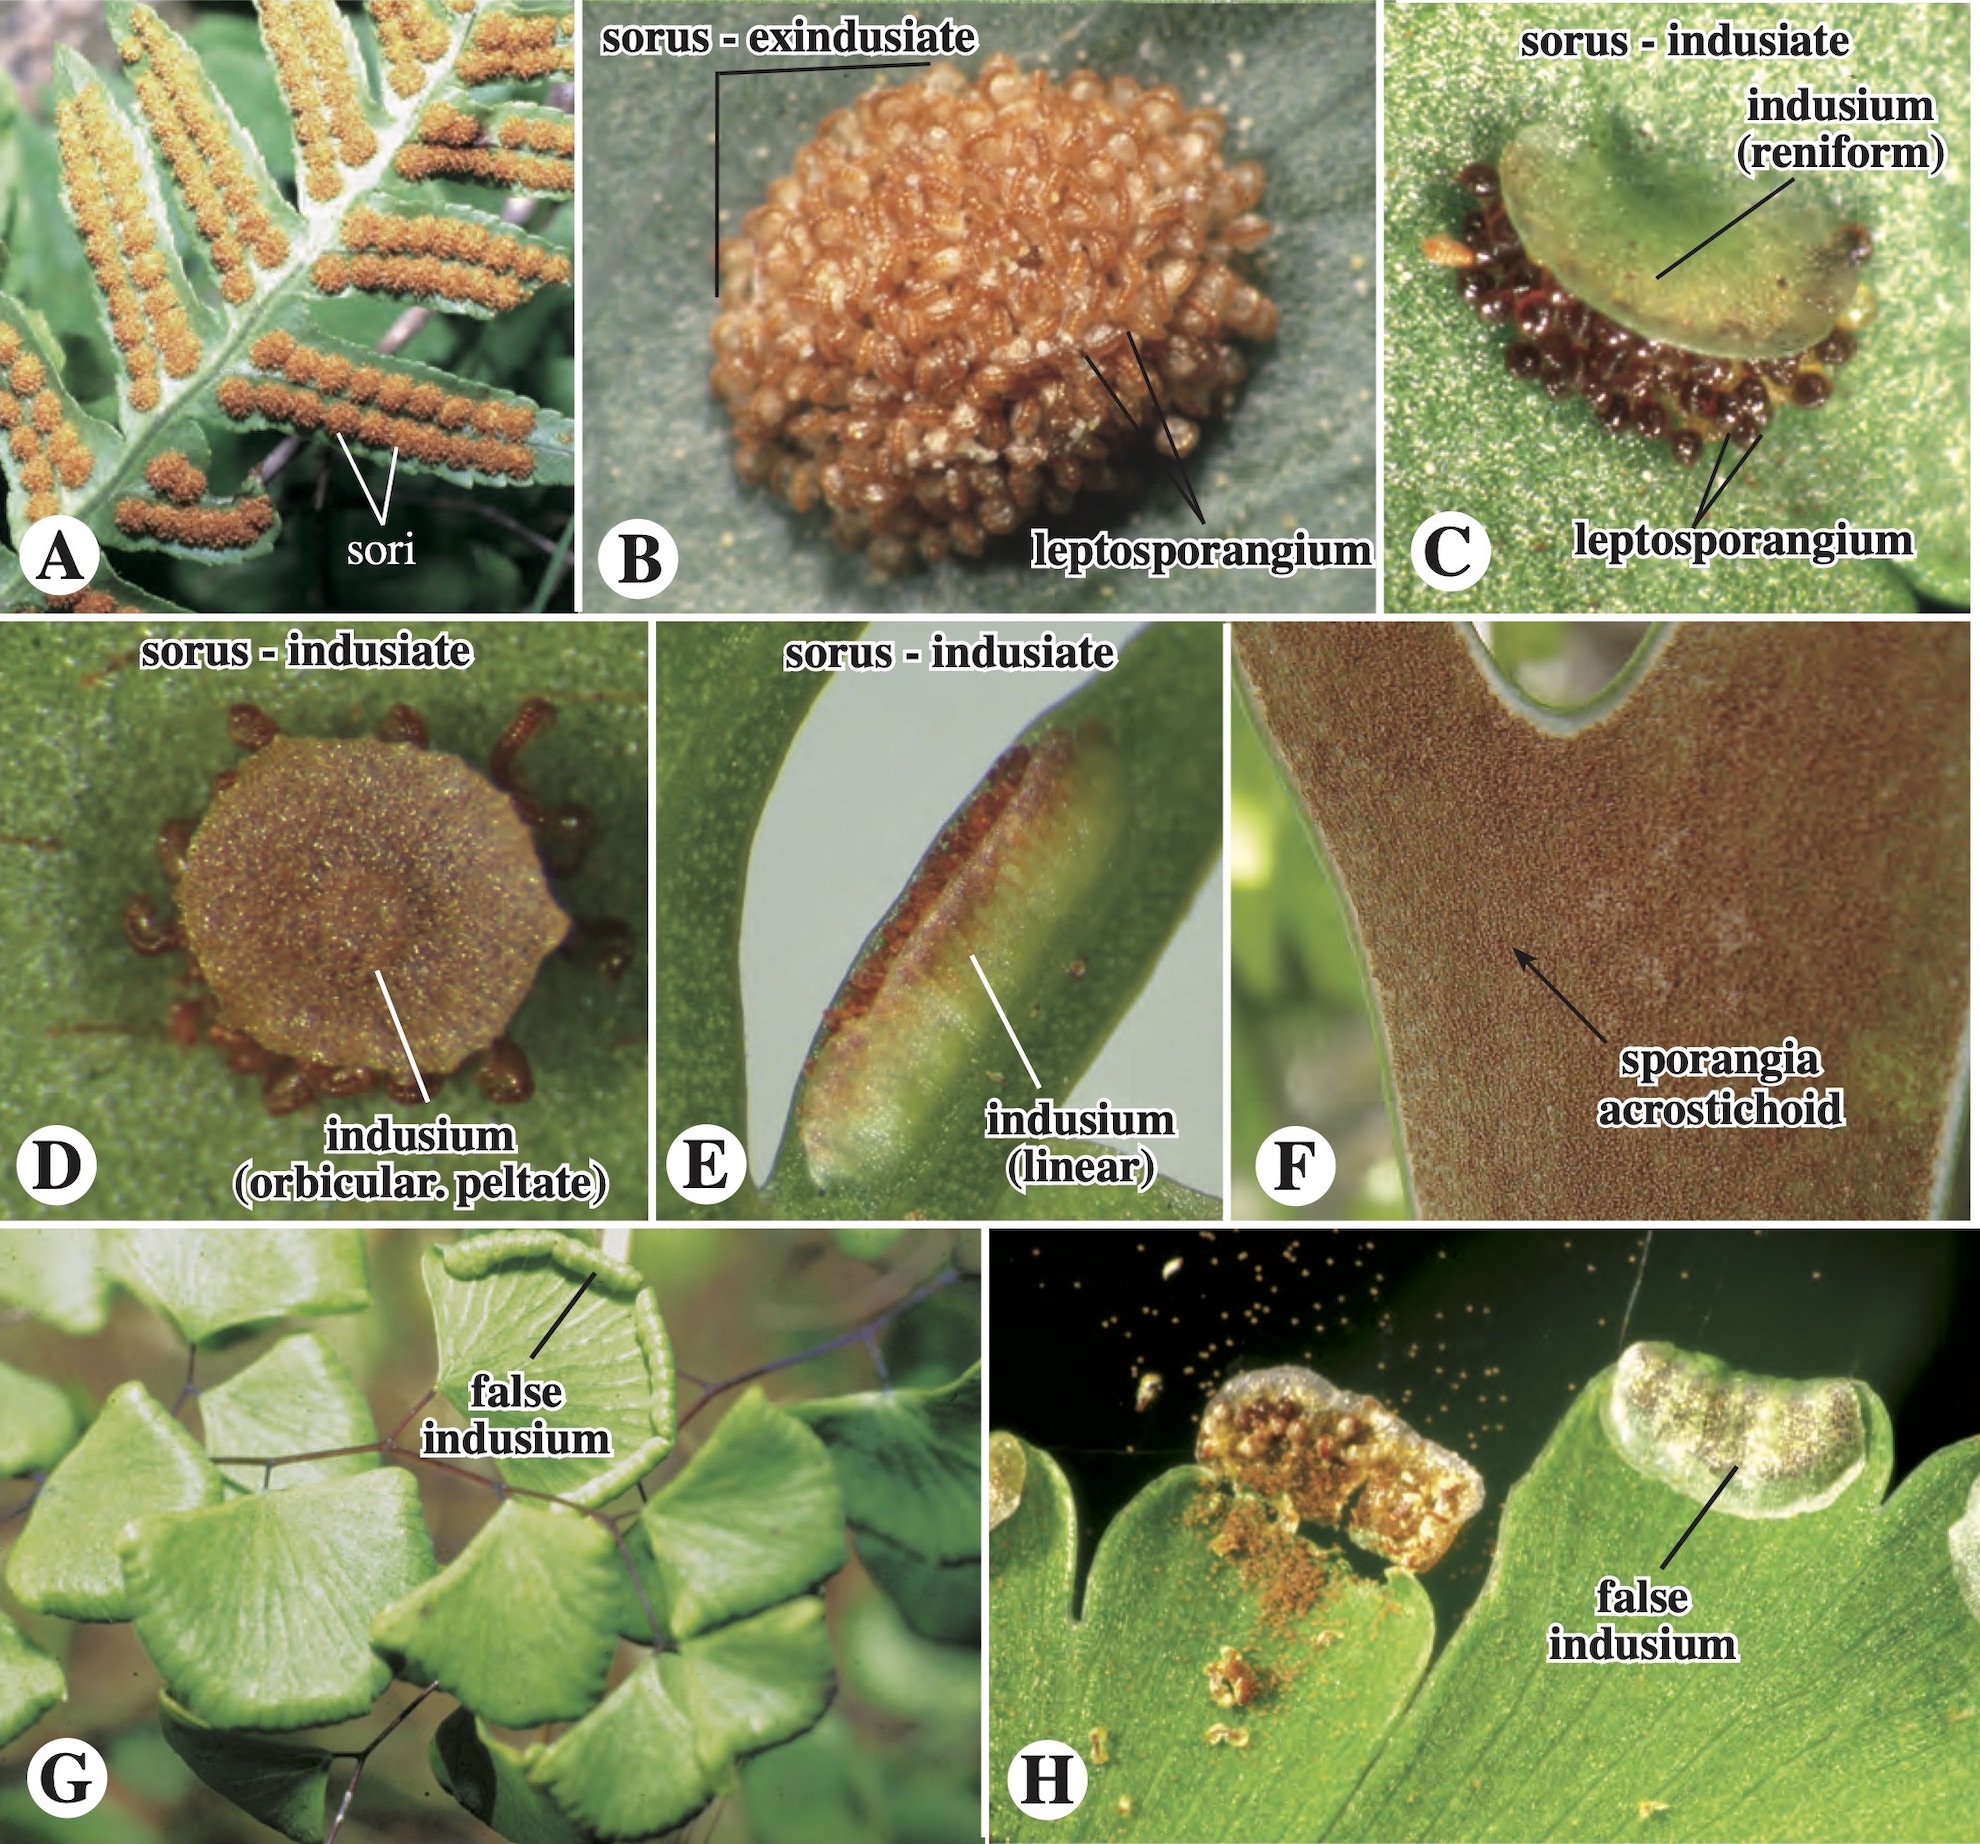 sori
A
sorus - exindusiate
leptosporangium
B
sorus - indusiate
indusium
(reniform)
leptosporangium
C
sorus - indusiate
indusium
(orbicular. peltate)
D
sorus - indusiate
indusium
(linear)
E
sporangia
acrostichoid
F
false
indusium
G
false
indusium
H